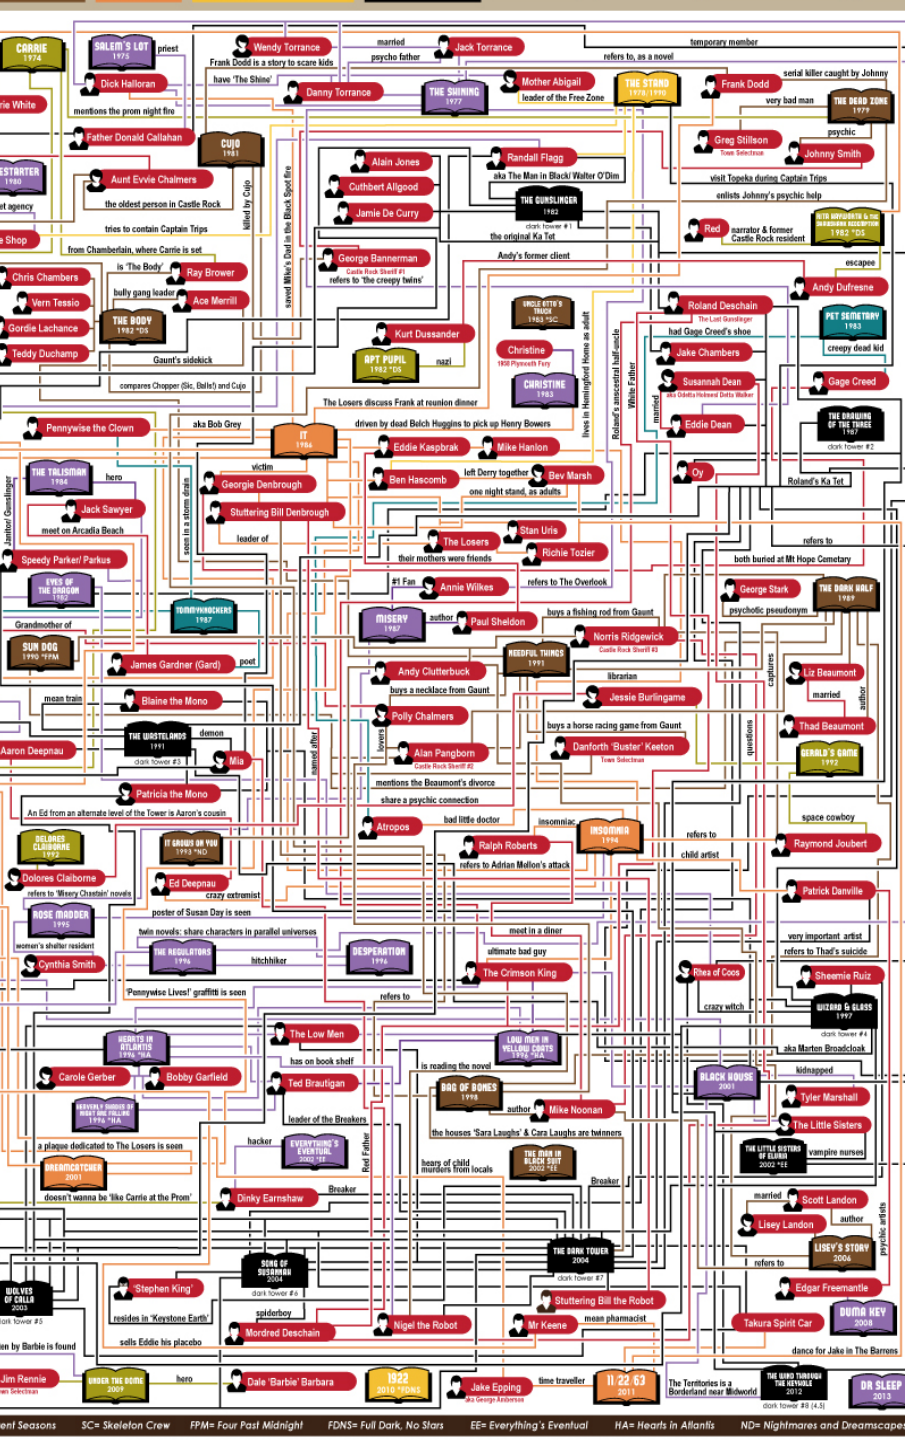 CARRIE
1974
SALEM'S LOT
1975
priest
Wendy Torrance
married
Jack Torrance
temporary member
Frank Dodd is a story to scare kids
psycho father
refers to, as a novel
Dick Halloran
have 'The Shine'
Danny Torrance
THE SHINING
1977
Mother Abigail
leader of the Free Zone
THE STAND
1978/1990
Frank Dodd
serial killer caught by Johnny
very bad man
THE DEAD ZONE
1979
rie White
mentions the prom night fire
Father Donald Callahan
CUJO
1981
psychic
Greg Stillson
Town Selectman
Johnny Smith
ESTARTER
1980
Aunt Evvie Chalmers
Alain Jones
Randall Flagg
aka The Man in Black/ Walter O'Dim
visit Topeka during Captain Trips
et agency
the oldest person in Castle Rock
killed by Cujo
saved Mike's Dad in the Black Spot fire
Cuthbert Allgood
THE GUNSLINGER
1982
dark tower #1
enlists Johnny's psychic help
Jamie De Curry
e Shop
tries to contain Captain Trips
the original Ka Tet
Red
narrator & former
Castle Rock resident
RITA HAYWORTH & THE
SHAWSHANK REDEMPTION
1982 *DS
from Chamberlain, where Carrie is set
George Bannerman
Castle Rock Sheriff #1
refers to 'the creepy twins'
Andy's former client
escapee
Chris Chambers
is 'The Body'
Ray Brower
Andy Dufresne
bully gang leader
Ace Merrill
Vern Tessio
THE BODY
1982 *DS
UNCLE OTTO'S
TRUCK
1983 *SC
Roland Deschain
The Last Gunslinger
PET SEMETARY
1983
Gordie Lachance
Kurt Dussander
had Gage Creed's shoe
Teddy Duchamp
Gaunt's sidekick
APT PUPIL
1982 *DS
nazi
Christine
1958 Plymouth Fury
Jake Chambers
creepy dead kid
compares Chopper (Sic, Balls!) and Cujo
CHRISTINE
1983
lives in Hemingford Home as adult
Roland's anscestral half-uncle
White Father
married
Susannah Dean
aka Odetta Holmes/ Detta Walker
Gage Creed
The Losers discuss Frank at reunion dinner
Pennywise the Clown
aka Bob Grey
IT
1986
driven by dead Belch Huggins to pick up Henry Bowers
Eddie Dean
THE DRAWING
OF THE THREE
1987
dark tower #2
Eddie Kaspbrak
Mike Hanlon
THE TALISMAN
1984
hero
victim
Georgie Denbrough
Ben Hascomb
left Derry together
Bev Marsh
one night stand, as adults
Oy
Roland's Ka Tet
Janitor/ Gunslinger
Jack Sawyer
seen in a storm drain
Stuttering Bill Denbrough
meet on Arcadia Beach
leader of
The Losers
Stan Uris
Richie Tozier
refers to
Speedy Parker/ Parkus
their mothers were friends
both buried at Mt Hope Cemetary
EYES OF
THE DRAGON
1987
#1 Fan
Annie Wilkes
refers to The Overlook
George Stark
psychotic pseudonym
THE DARK HALF
1989
TOMMYKNOCKERS
1987
MISERY
1987
author
Paul Sheldon
buys a fishing rod from Gaunt
Grandmother of
Norris Ridgewick
Castle Rock Sheriff #3
SUN DOG
1990 *FPM
James Gardner (Gard)
poet
NEEDFUL THINGS
1991
librarian
captures
Andy Clutterbuck
buys a necklace from Gaunt
Liz Beaumont
married
author
mean train
Blaine the Mono
Jessie Burlingame
Polly Chalmers
lovers
buys a horse racing game from Gaunt
Thad Beaumont
Aaron Deepnau
THE WASTELANDS
1991
dark tower #3
demon
named after
Alan Pangborn
Castle Rock Sheriff #2
Danforth 'Buster' Keeton
Town Selectman
questions
GERALD'S GAME
1992
Mia
Patricia the Mono
mentions the Beaumont's divorce
An Ed from an alternate level of the Tower is Aaron's cousin
share a psychic connection
DELORES
CLAIBORNE
1992
IT GROWS ON YOU
1993 *ND
Atropos
bad little doctor
insomniac
INSOMNIA
1994
refers to
space cowboy
Raymond Joubert
Ralph Roberts
Dolores Claiborne
Ed Deepnau
refers to Adrian Mellon's attack
child artist
refers to 'Misery Chastain' novels
crazy extremist
Patrick Danville
ROSE MADDER
1995
poster of Susan Day is seen
twin novels: share characters in parallel universes
meet in a diner
very important artist
women's shelter resident
THE REGULATORS
1996
hitchhiker
DESPERATION
1996
ultimate bad guy
refers to Thad's suicide
Cynthia Smith
The Crimson King
Rhea of Coos
Sheemie Ruiz
'Pennywise Lives!' graffiti is seen
refers to
crazy witch
WIZARD & GLASS
1997
dark tower #4
HEARTS IN
ATLANTIS
1996 *HA
The Low Men
LOW MEN IN
YELLOW COATS
1996 *HA
aka Marten Broadcloak
has on book shelf
is reading the novel
kidnapped
Carole Gerber
Bobby Garfield
Ted Brautigan
BAG OF BONES
1998
BLACK HOUSE
2001
Tyler Marshall
HEAVENLY SHADES OF
NIGHT ARE FALLING
1996 *HA
leader of the Breakers
author
Mike Noonan
The Little Sisters
a plaque dedicated to The Losers is seen
hacker
EVERYTHING'S
EVENTUAL
2002 *EE
Red Father
the houses 'Sara Laughs' & Cara Laughs are twinners
THE LITTLE SISTERS
OF ELURIA
2002 *EE
vampire nurses
DREAMCATCHER
2001
hears of child
murders from locals
THE MAN IN
BLACK SUIT
2002 *EE
doesn't wanna be 'like Carrie at the Prom'
Dinky Earnshaw
Breaker
Breaker
married
Scott Landon
author
psychic artists
Lisey Landon
LISEY'S STORY
2006
WOLVES
OF CALLA
2003
dark tower #5
'Stephen King'
SONG OF
SUSANNAH
2004
dark tower #6
THE DARK TOWER
2004
dark tower #7
refers to
Edgar Freemantle
resides in 'Keystone Earth'
spiderboy
Stuttering Bill the Robot
DUMA KEY
2008
Mordred Deschain
Nigel the Robot
Mr Keene
mean pharmacist
Takura Spirit Car
sells Eddie his placebo
en by Barbie is found
dance for Jake in The Barrens
Jim Rennie
wn Selectman
UNDER THE DOME
2009
hero
Dale 'Barbie' Barbara
1922
2010 *FDNS
Jake Epping
aka George Amberson
time traveller
11/22/63
2011
The Territories is a
Borderland near Midworld
THE WIND THROUGH
THE KEYHOLE
2012
dark tower #8 (4.5)
DR SLEEP
2013
ent Seasons
SC= Skeleton Crew
FPM= Four Past Midnight
FDNS= Full Dark, No Stars
EE= Everything's Eventual
HA= Hearts in Atlantis
ND= Nightmares and Dreamscapes